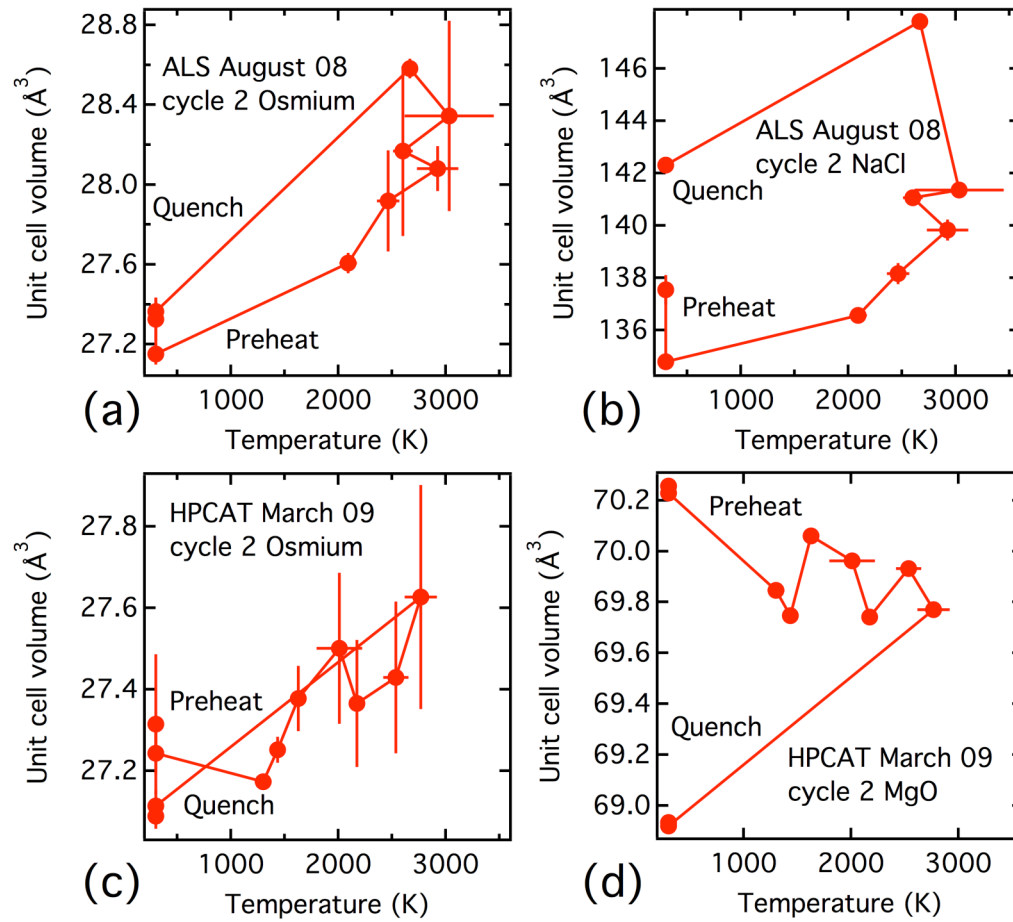 28.8
28.4
28.0
27.6
27.2
Unit cell volume (Å³)
ALS August 08
cycle 2 Osmium
Quench
Preheat
1000 2000 3000
Temperature (K)
(a)
146
144
142
140
138
136
Unit cell volume (Å³)
ALS August 08
cycle 2 NaCl
Quench
Preheat
1000 2000 3000
Temperature (K)
(b)
27.8
27.6
27.4
27.2
Unit cell volume (Å³)
HPCAT March 09
cycle 2 Osmium
Preheat
Quench
1000 2000 3000
Temperature (K)
(c)
70.2
70.0
69.8
69.6
69.4
69.2
69.0
Unit cell volume (Å³)
Preheat
Quench
HPCAT March 09
cycle 2 MgO
1000 2000 3000
Temperature (K)
(d)